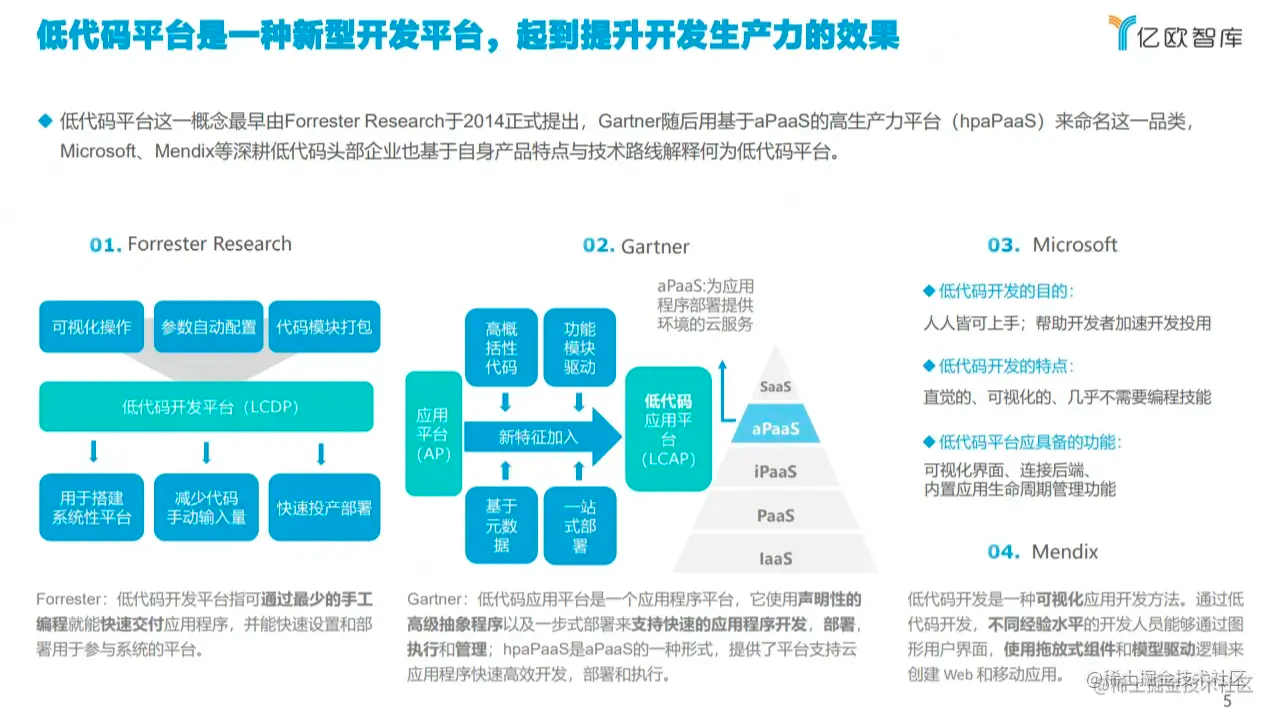 低代码平台是一种新型开发平台，起到提升开发生产力的效果
亿欧智库
低代码平台这一概念最早由Forrester Research于2014正式提出，Gartner随后用基于aPaaS的高生产力平台（hpaPaaS）来命名这一品类，
Microsoft、Mendix等深耕低代码头部企业也基于自身产品特点与技术路线解释何为低代码平台。
01. Forrester Research
可视化操作
参数自动配置
代码模块打包
低代码开发平台（LCDP）
用于搭建
系统性平台
减少代码
手动输入量
快速投产部署
Forrester：低代码开发平台指可通过最少的手工
编程就能快速交付应用程序，并能快速设置和部
署用于参与系统的平台。
02. Gartner
aPaaS:为应用
程序部署提供
环境的云服务
高概
括性
代码
功能
模块
驱动
应用
平台
(AP)
新特征加入
低代码
应用平
台
(LCAP)
基于
元数
据
一站
式部
署
SaaS
aPaaS
iPaaS
PaaS
IaaS
Gartner：低代码应用平台是一个应用程序平台，它使用声明性的
高级抽象程序以及一步式部署来支持快速的应用程序开发，部署，
执行和管理；hpaPaaS是aPaaS的一种形式，提供了平台支持云
应用程序快速高效开发，部署和执行。
03. Microsoft
低代码开发的目的：
人人皆可上手；帮助开发者加速开发投用
低代码开发的特点：
直觉的、可视化的、几乎不需要编程技能
低代码平台应具备的功能：
可视化界面、连接后端、
内置应用生命周期管理功能
04. Mendix
低代码开发是一种可视化应用开发方法。通过低
代码开发，不同经验水平的开发人员能够通过图
形用户界面，使用拖放式组件和模型驱动逻辑来
创建 Web 和移动应用。
@稀土掘金技术社区
@稀土掘金技术社区
5